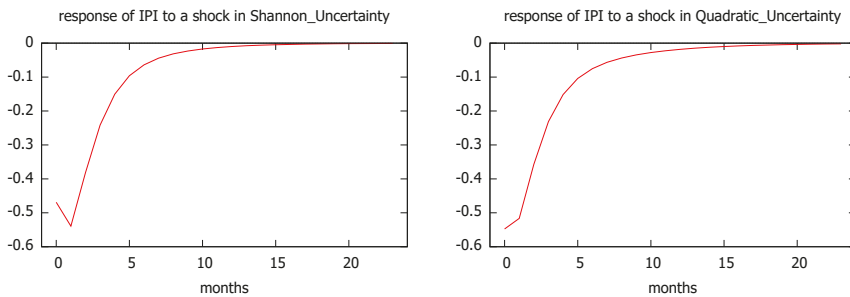 response of IPI to a shock in Shannon_Uncertainty
0
-0.1
-0.2
-0.3
-0.4
-0.5
-0.6
0 5 10 15 20
months
response of IPI to a shock in Quadratic_Uncertainty
0
-0.1
-0.2
-0.3
-0.4
-0.5
-0.6
0 5 10 15 20
months